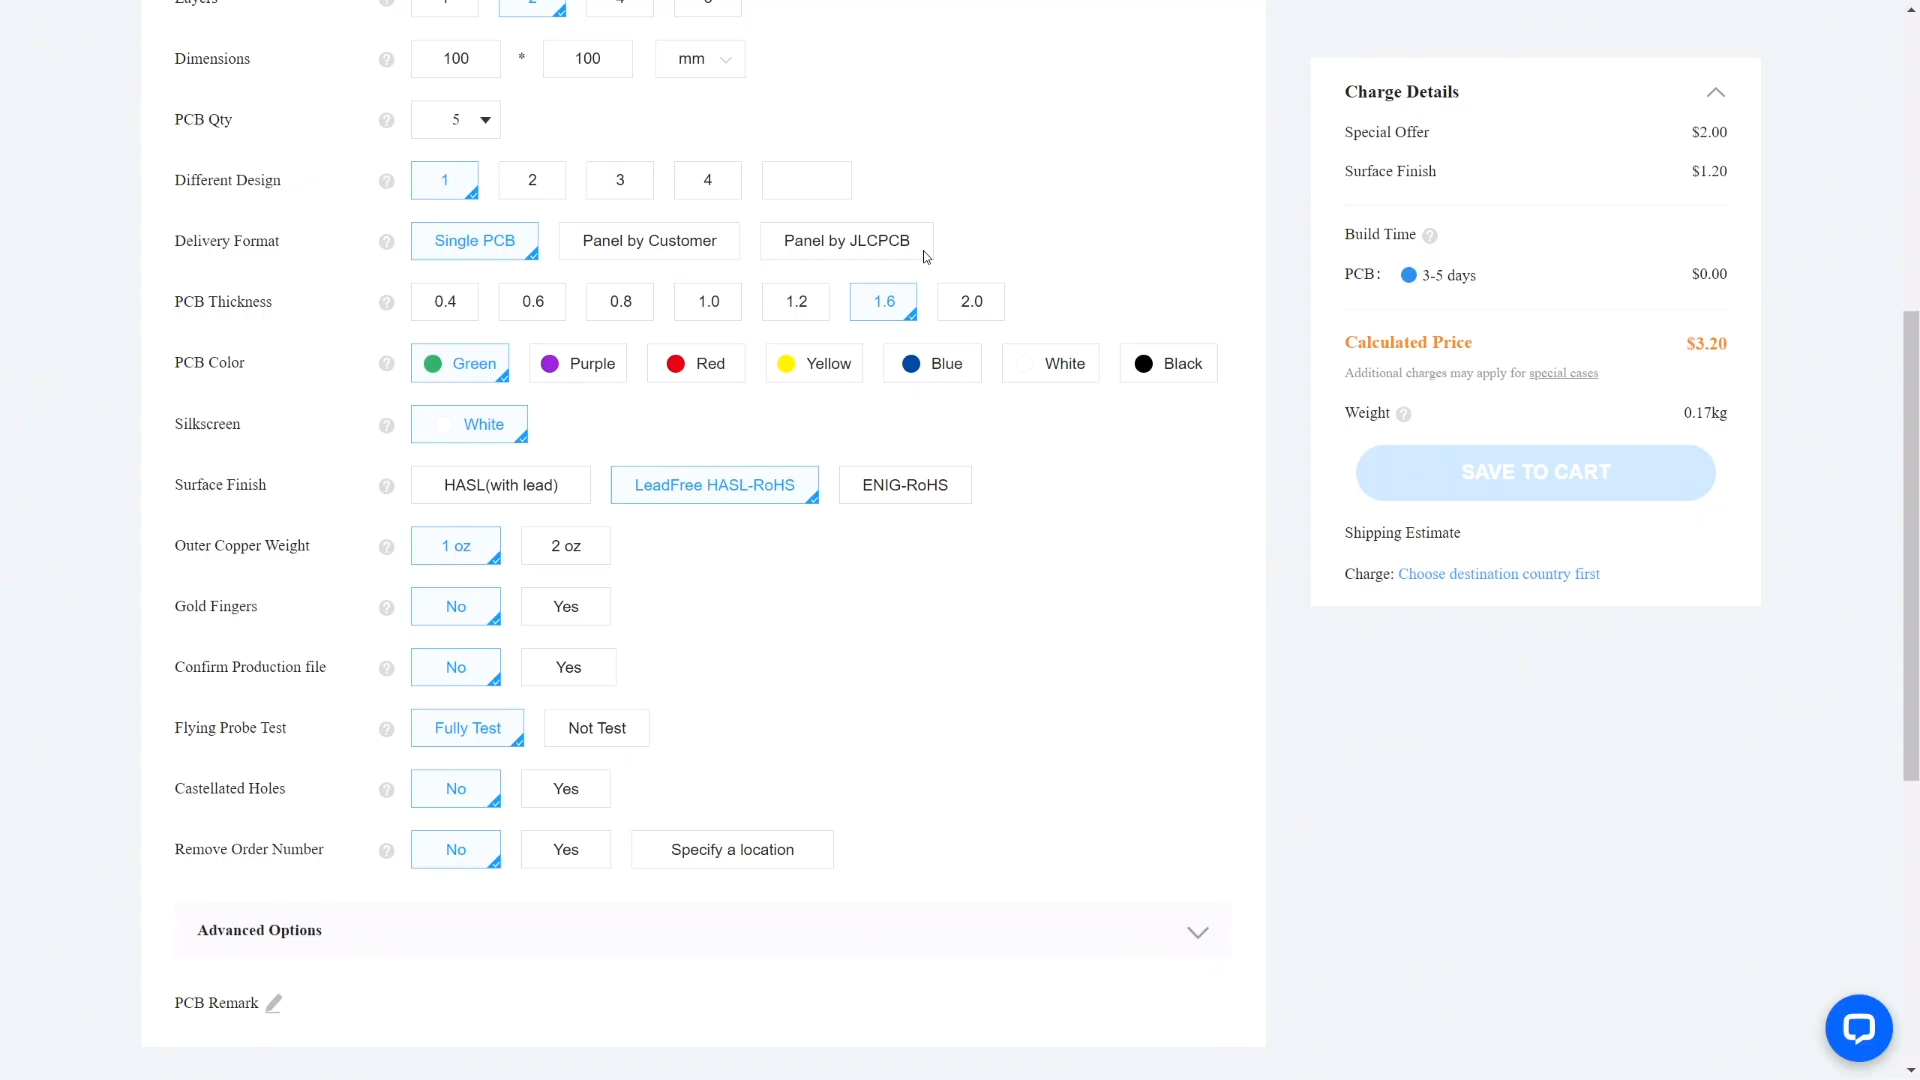 Layers 2
Dimensions ? 100 * 100 mm
PCB Qty ? 5
Different Design ? 1 2 3 4
Delivery Format ? Single PCB Panel by Customer Panel by JLCPCB
PCB Thickness ? 0.4 0.6 0.8 1.0 1.2 1.6 2.0
PCB Color ? Green Purple Red Yellow Blue White Black
Silkscreen ? White
Surface Finish ? HASL(with lead) LeadFree HASL-RoHS ENIG-RoHS
Outer Copper Weight ? 1 oz 2 oz
Gold Fingers ? No Yes
Confirm Production file ? No Yes
Flying Probe Test ? Fully Test Not Test
Castellated Holes ? No Yes
Remove Order Number ? No Yes Specify a location
Advanced Options
PCB Remark
Charge Details
Special Offer $2.00
Surface Finish $1.20
Build Time ?
PCB: 3-5 days $0.00
Calculated Price $3.20
Additional charges may apply for special cases
Weight ? 0.17kg
SAVE TO CART
Shipping Estimate
Charge: Choose destination country first